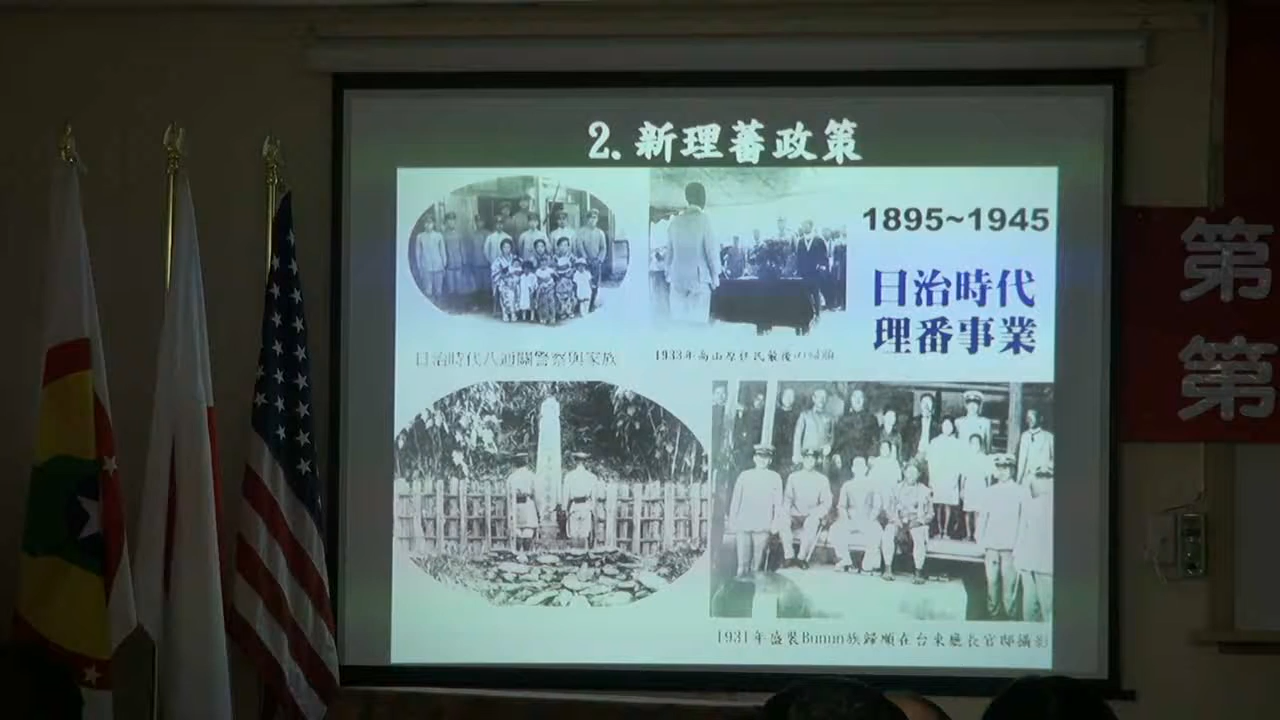 2. 新理蕃政策
1895~1945
日治時代
理番事業
日治時代八通關警察與家族
1933年高山原住民最後の歸順
1931年盛裝Bunun族歸順在台東廳長官邸攝影
第
第